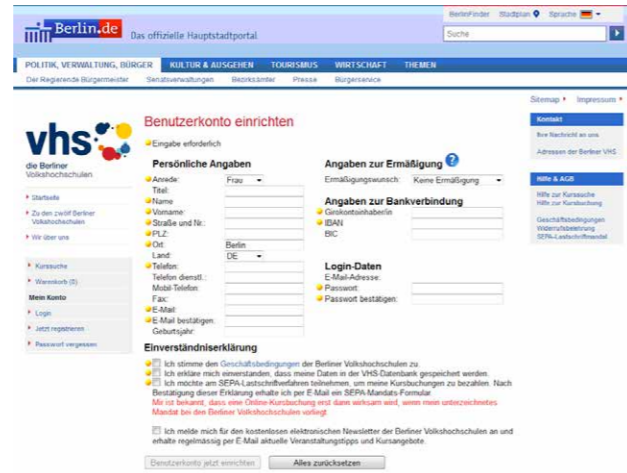 BerlinFinder Stadtplan Sprache
Berlin.de Das offizielle Hauptstadtportal
Suche
POLITIK, VERWALTUNG, BÜRGER KULTUR & AUSGEHEN TOURISMUS WIRTSCHAFT THEMEN
Der Regierende Bürgermeister Senatsverwaltungen Bezirksämter Presse Bürgerservice
Sitemap Impressum
vhs
die Berliner
Volkshochschulen
Startseite
Zu den zwölf Berliner
Volkshochschulen
Wir über uns
Kurssuche
Warenkorb (0)
Mein Konto
Login
Jetzt registrieren
Passwort vergessen
Benutzerkonto einrichten
Eingabe erforderlich
Persönliche Angaben
Anrede: Frau
Titel:
Name
Vorname:
Straße und Nr.:
PLZ:
Ort: Berlin
Land: DE
Telefon:
Telefon dienstl.:
Mobil-Telefon:
Fax:
E-Mail:
E-Mail bestätigen:
Geburtsjahr:
Angaben zur Ermäßigung ?
Ermäßigungswunsch: Keine Ermäßigung
Angaben zur Bankverbindung
Girokontoinhaber/in
IBAN
BIC
Login-Daten
E-Mail-Adresse:
Passwort:
Passwort bestätigen:
Einverständniserklärung
Ich stimme den Geschäftsbedingungen der Berliner Volkshochschulen zu.
Ich erkläre mich einverstanden, dass meine Daten in der VHS-Datenbank gespeichert werden.
Ich möchte am SEPA-Lastschriftverfahren teilnehmen, um meine Kursbuchungen zu bezahlen. Nach
Bestätigung dieser Erklärung erhalte ich per E-Mail ein SEPA-Mandats-Formular.
Mir ist bekannt, dass eine Online-Kursbuchung erst dann wirksam wird, wenn mein unterzeichnetes
Mandat bei den Berliner Volkshochschulen vorliegt.
Ich melde mich für den kostenlosen elektronischen Newsletter der Berliner Volkshochschulen an und
erhalte regelmässig per E-Mail aktuelle Veranstaltungstipps und Kursangebote.
Benutzerkonto jetzt einrichten Alles zurücksetzen
Kontakt
Ihre Nachricht an uns
Adressen der Berliner VHS
Hilfe & AGB
Hilfe zur Kurssuche
Hilfe zur Kursbuchung
Geschäftsbedingungen
Widerrufsbelehrung
SEPA-Lastschriftmandat